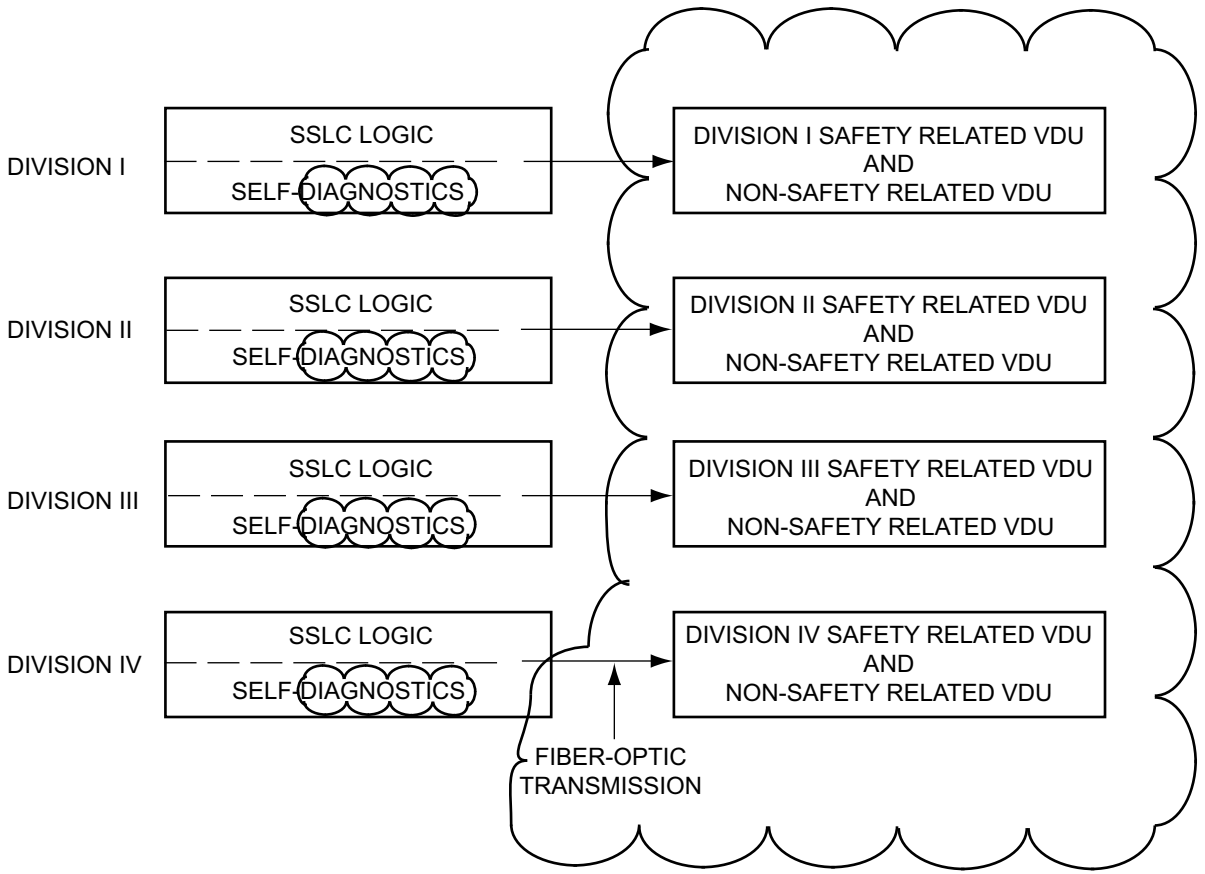 SSLC LOGIC
DIVISION I
SELF-DIAGNOSTICS
DIVISION I SAFETY RELATED VDU
AND
NON-SAFETY RELATED VDU
SSLC LOGIC
DIVISION II
SELF-DIAGNOSTICS
DIVISION II SAFETY RELATED VDU
AND
NON-SAFETY RELATED VDU
SSLC LOGIC
DIVISION III
SELF-DIAGNOSTICS
DIVISION III SAFETY RELATED VDU
AND
NON-SAFETY RELATED VDU
SSLC LOGIC
DIVISION IV
SELF-DIAGNOSTICS
DIVISION IV SAFETY RELATED VDU
AND
NON-SAFETY RELATED VDU
FIBER-OPTIC
TRANSMISSION